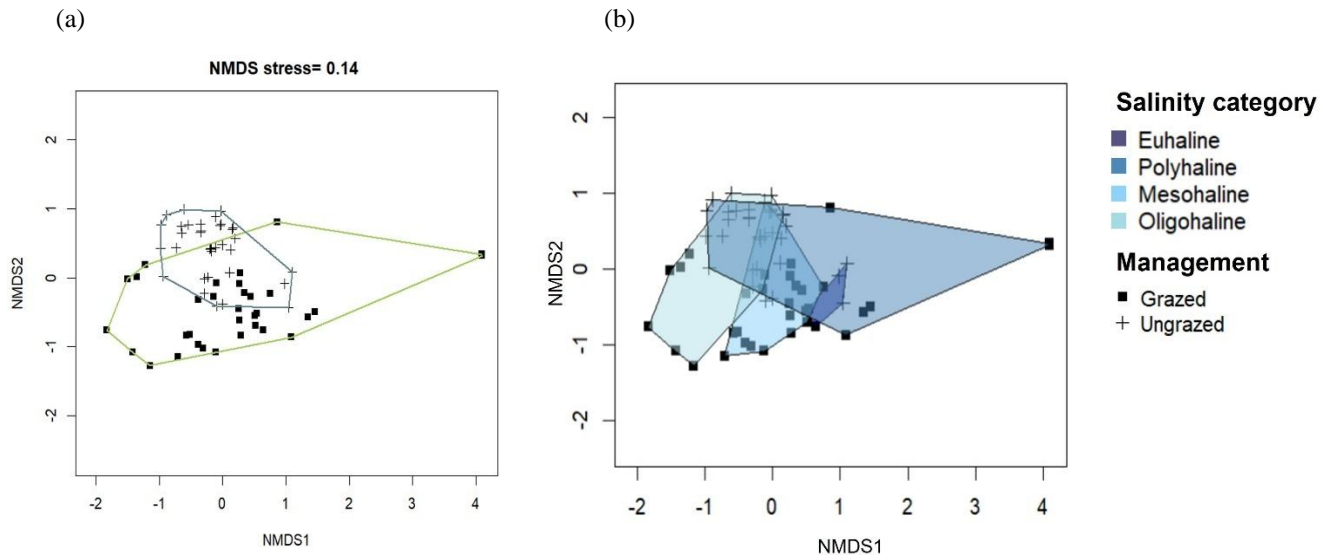 (a)
NMDS stress= 0.14
2
1
0
-1
-2
NMDS2
-2
-1
0
1
2
3
4
NMDS1
(b)
2
1
0
-1
-2
NMDS2
-2
-1
0
1
2
3
4
NMDS1
Salinity category
Euhaline
Polyhaline
Mesohaline
Oligohaline
Management
Grazed
Ungrazed